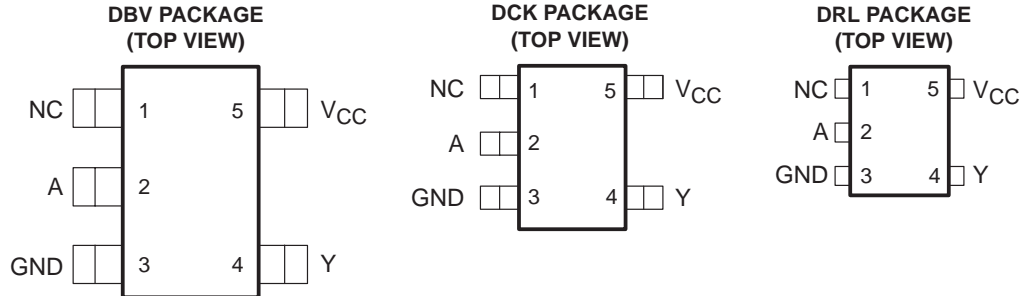 DBV PACKAGE
(TOP VIEW)
NC 1 5 VCC
A 2
GND 3 4 Y
DCK PACKAGE
(TOP VIEW)
NC 1 5 VCC
A 2
GND 3 4 Y
DRL PACKAGE
(TOP VIEW)
NC 1 5 VCC
A 2
GND 3 4 Y